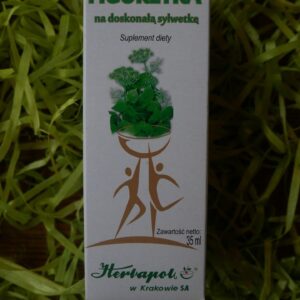 na doskonałą sylwetkę
Suplement diety
Zawartość netto:
35 ml
Herbapol
w Krakowie SA